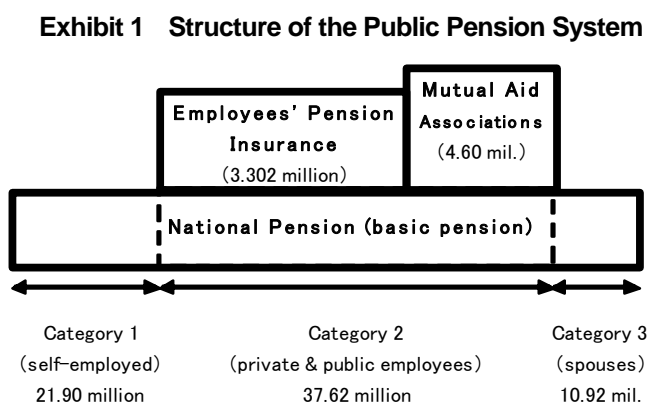 Exhibit 1 Structure of the Public Pension System
Employees' Pension
Insurance
(3.302 million)
Mutual Aid
Associations
(4.60 mil.)
National Pension (basic pension)
Category 1
(self-employed)
21.90 million
Category 2
(private & public employees)
37.62 million
Category 3
(spouses)
10.92 mil.